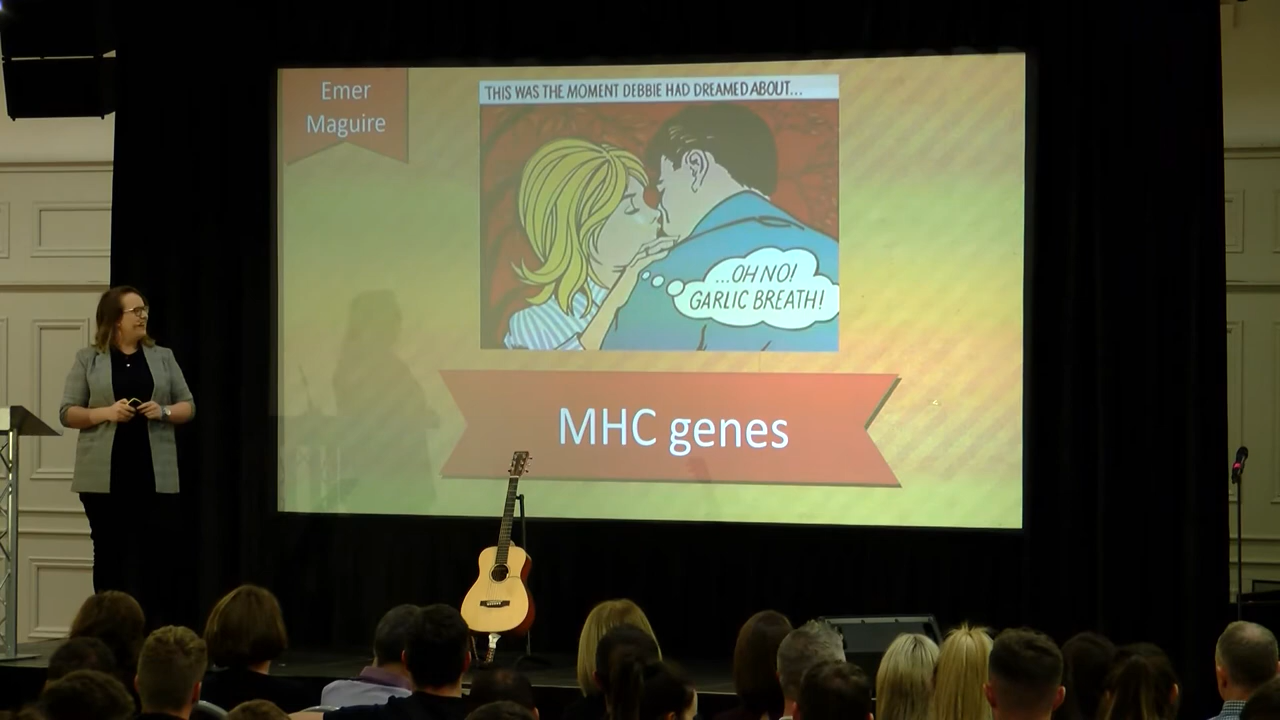 Emer
Maguire
THIS WAS THE MOMENT DEBBIE HAD DREAMED ABOUT...
...OH NO!
GARLIC BREATH!
MHC genes